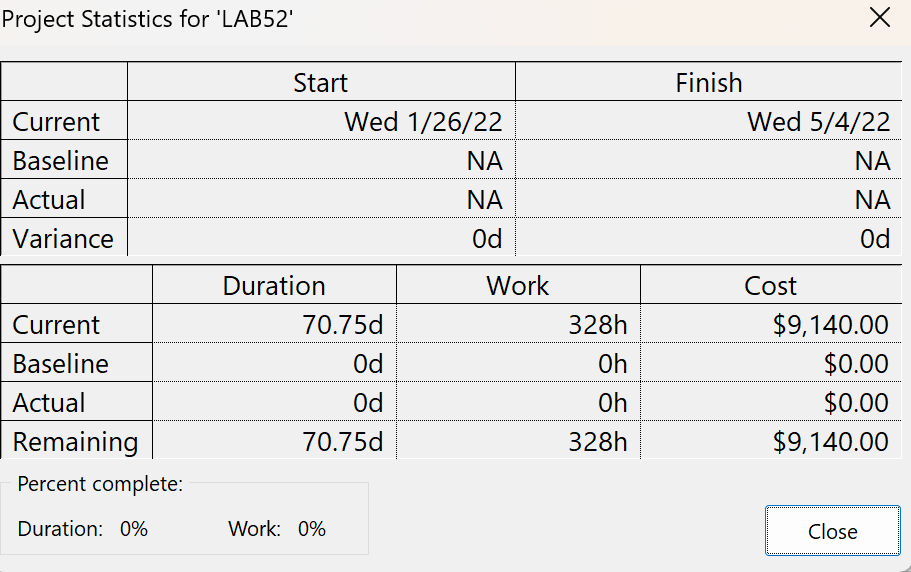 Project Statistics for 'LAB52'
Start Finish
Current Wed 1/26/22 Wed 5/4/22
Baseline NA NA
Actual NA NA
Variance 0d 0d
Duration Work Cost
Current 70.75d 328h $9,140.00
Baseline 0d 0h $0.00
Actual 0d 0h $0.00
Remaining 70.75d 328h $9,140.00
Percent complete:
Duration: 0% Work: 0%
Close